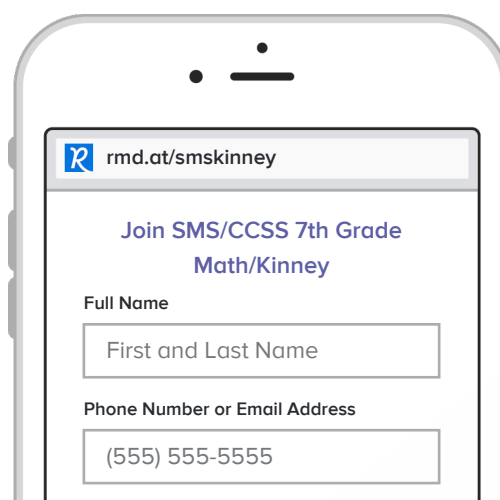 R rmd.at/smskinney
Join SMS/CCSS 7th Grade
Math/Kinney
Full Name
First and Last Name
Phone Number or Email Address
(555) 555-5555